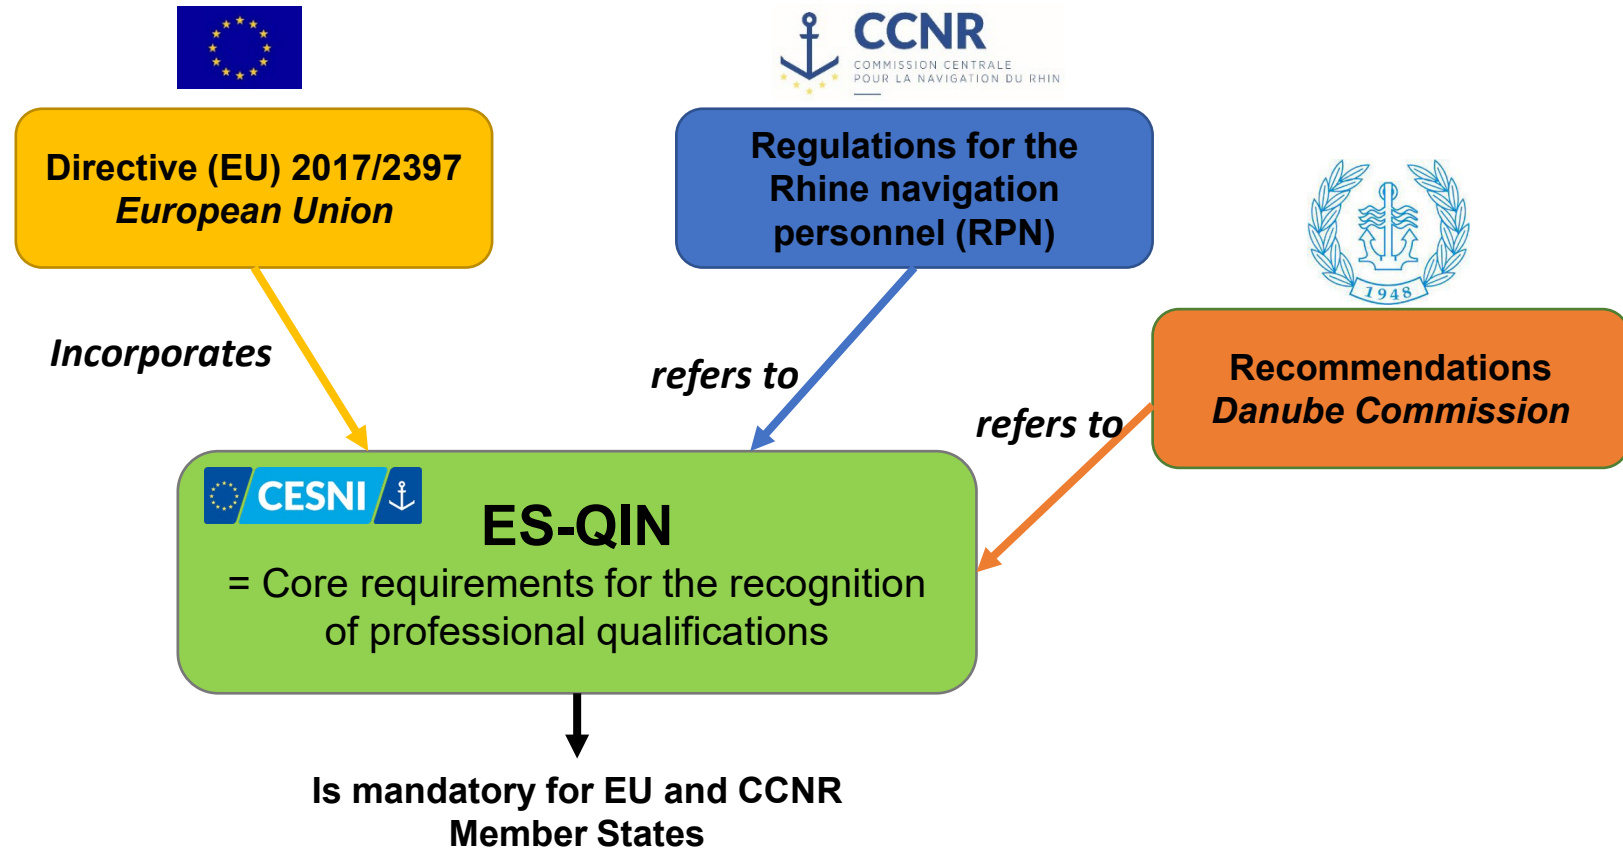 CCNR
COMMISSION CENTRALE
POUR LA NAVIGATION DU RHIN
Directive (EU) 2017/2397
European Union
Regulations for the
Rhine navigation
personnel (RPN)
1948
Recommendations
Danube Commission
Incorporates
refers to
refers to
CESNI
ES-QIN
= Core requirements for the recognition
of professional qualifications
Is mandatory for EU and CCNR
Member States